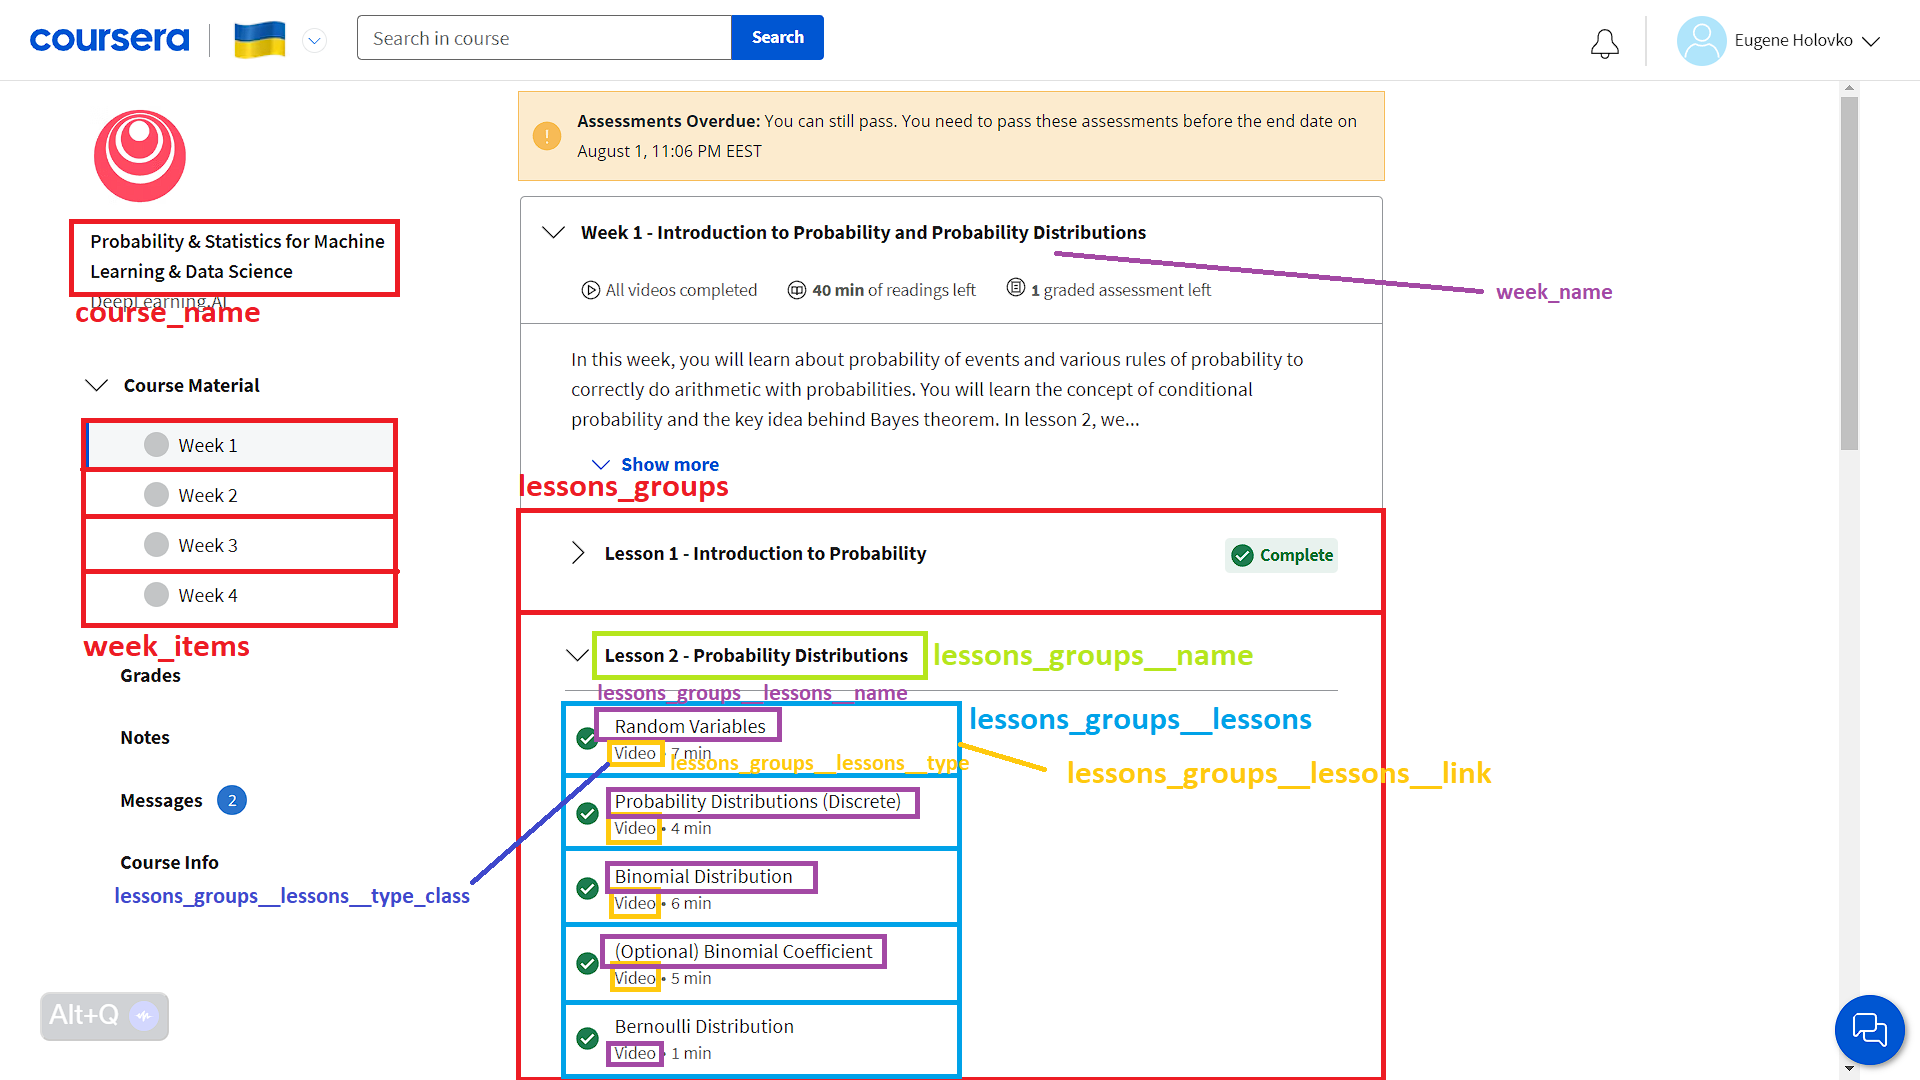 coursera
Search in course
Search
Eugene Holovko
Assessments Overdue: You can still pass. You need to pass these assessments before the end date on
August 1, 11:06 PM EEST
Probability & Statistics for Machine
Learning & Data Science
DeepLearning.AI
course_name
Course Material
Week 1
Week 2
Week 3
Week 4
week_items
Grades
Notes
Messages 2
Course Info
lessons_groups__lessons__type_class
Alt+Q
Week 1 - Introduction to Probability and Probability Distributions
All videos completed
40 min of readings left
1 graded assessment left
week_name
In this week, you will learn about probability of events and various rules of probability to
correctly do arithmetic with probabilities. You will learn the concept of conditional
probability and the key idea behind Bayes theorem. In lesson 2, we...
Show more
lessons_groups
Lesson 1 - Introduction to Probability
Complete
Lesson 2 - Probability Distributions
lessons_groups__name
lessons_groups__lessons__name
lessons_groups__lessons
Random Variables
Video • 7 min
lessons_groups__lessons__type
lessons_groups__lessons__link
Probability Distributions (Discrete)
Video • 4 min
Binomial Distribution
Video • 6 min
(Optional) Binomial Coefficient
Video • 5 min
Bernoulli Distribution
Video • 1 min